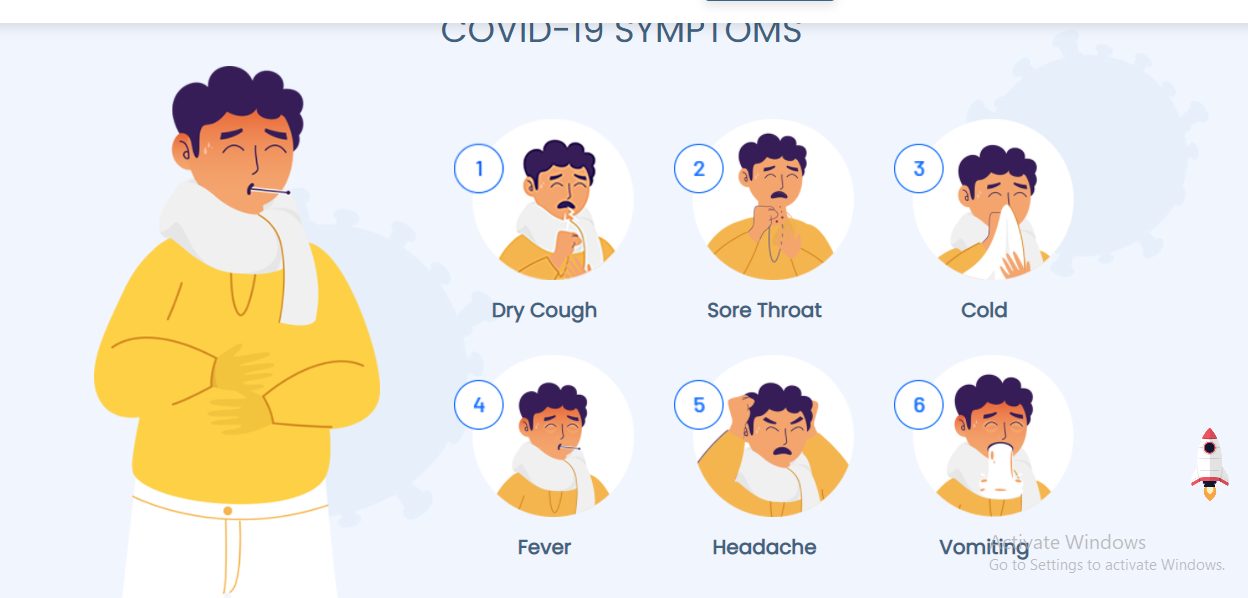 COVID-19 SYMPTOMS
1
2
3
Dry Cough
Sore Throat
Cold
4
5
6
Fever
Headache
Vomiting
Activate Windows
Go to Settings to activate Windows.